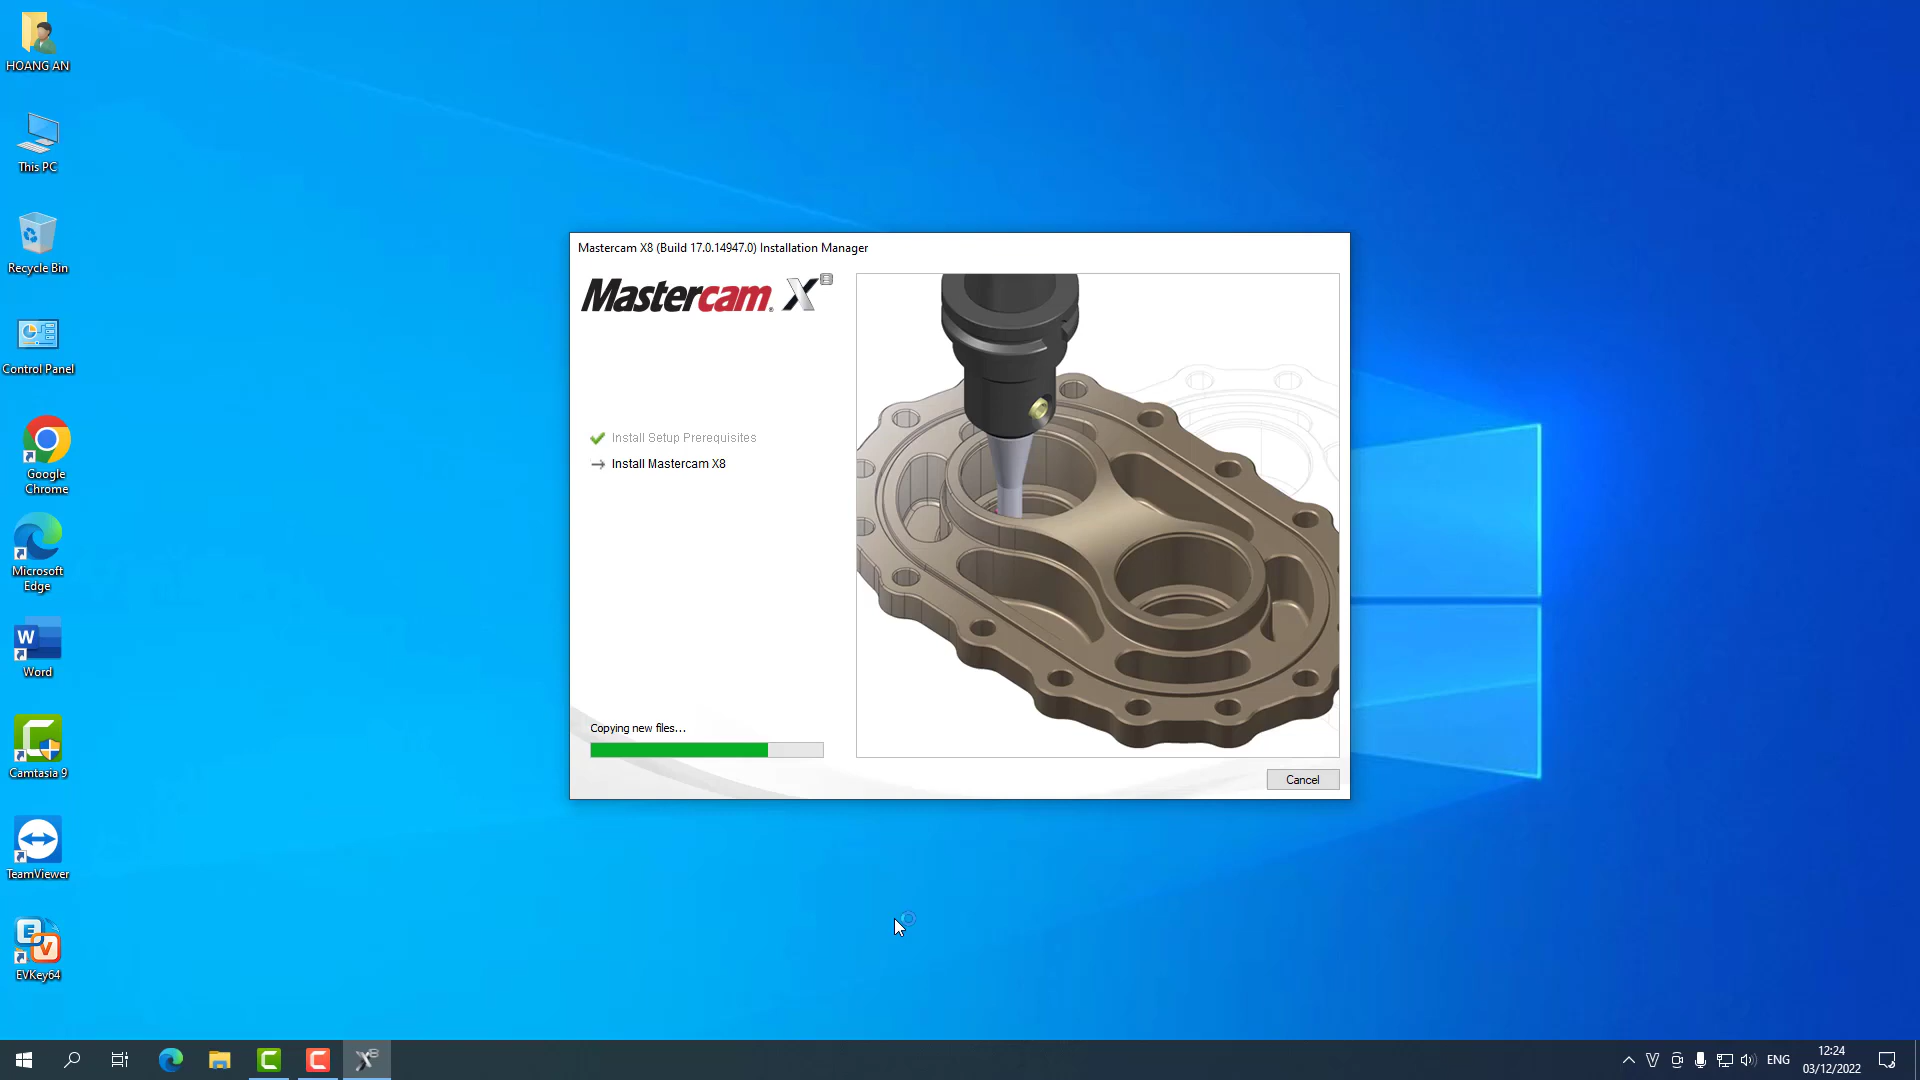 HOANG AN
This PC
Recycle Bin
Control Panel
Google
Chrome
Microsoft
Edge
Word
Camtasia 9
TeamViewer
EVKey64
Mastercam X8 (Build 17.0.14947.0) Installation Manager
Mastercam® X8
Install Setup Prerequisites
Install Mastercam X8
Copying new files...
Cancel
ENG
12:24
03/12/2022